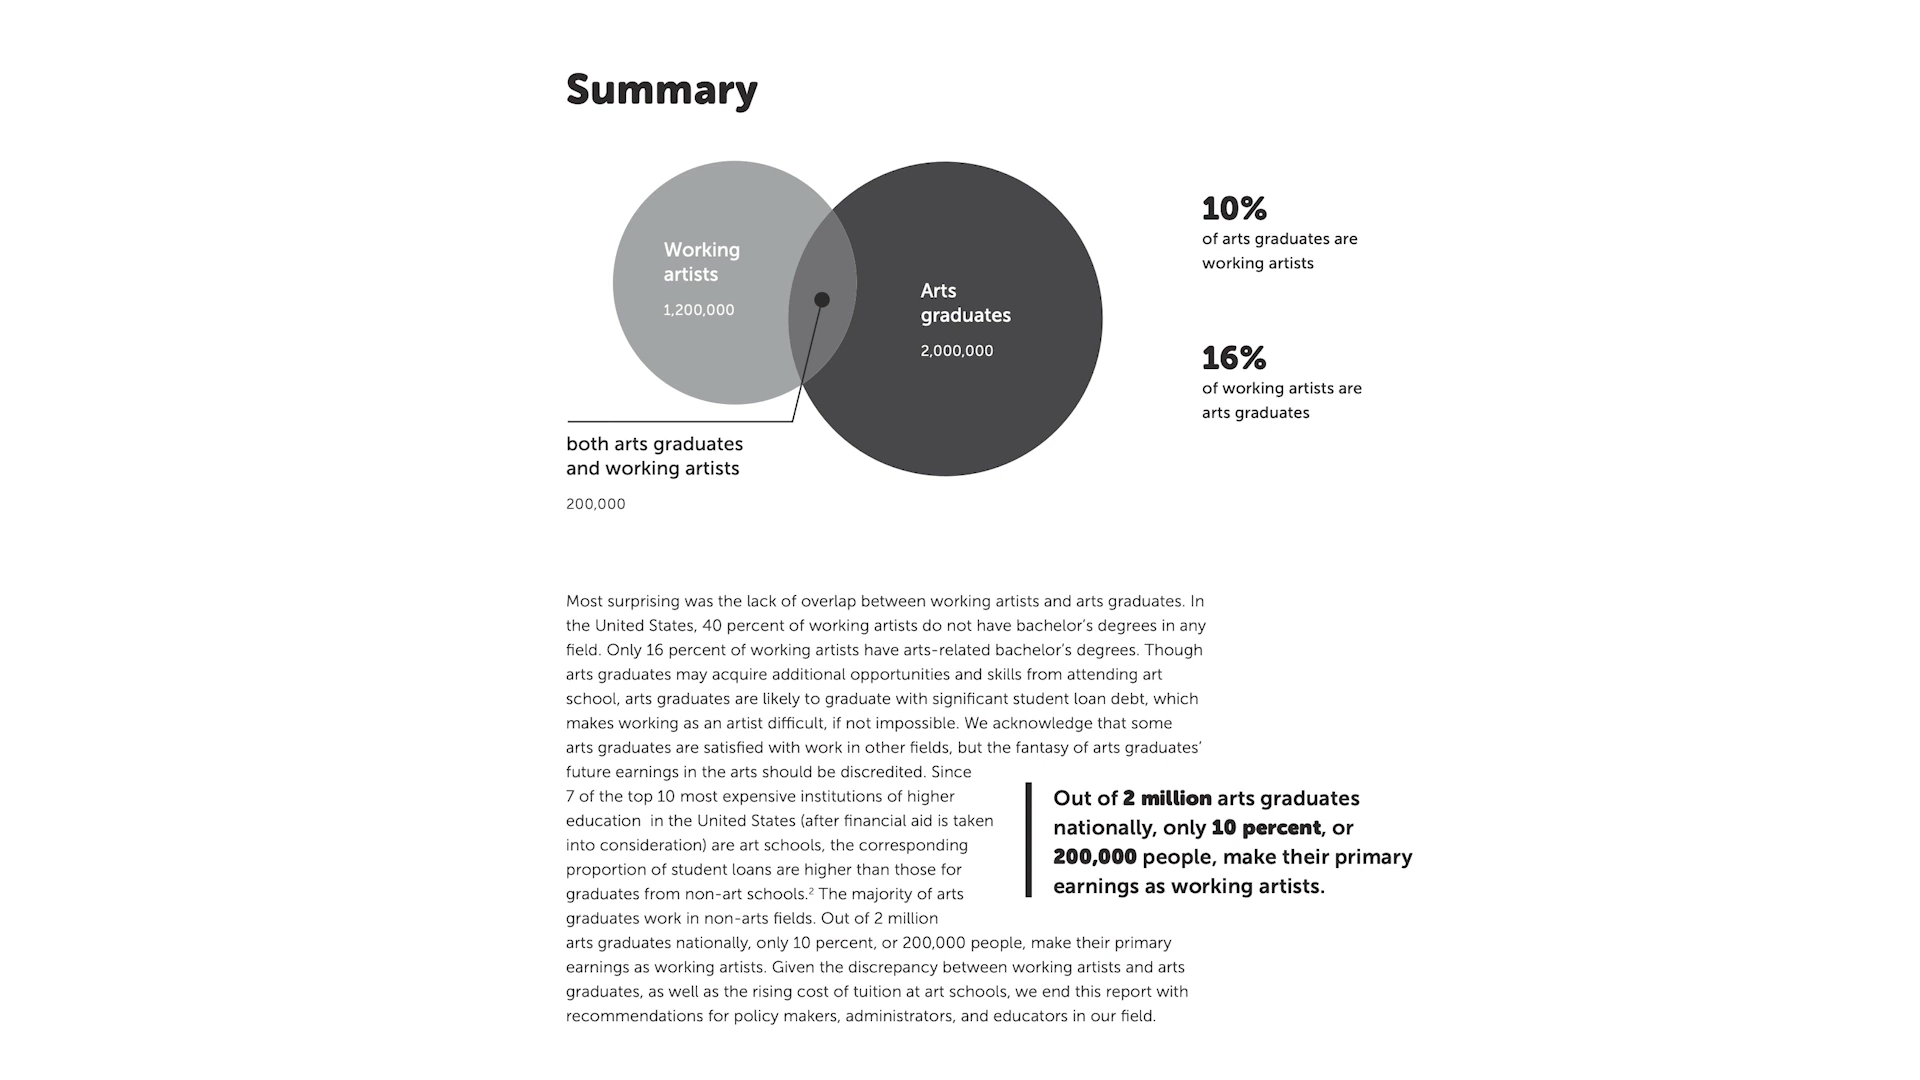 Summary
Working
artists
1,200,000
Arts
graduates
2,000,000
both arts graduates
and working artists
200,000
10%
of arts graduates are
working artists
16%
of working artists are
arts graduates
Most surprising was the lack of overlap between working artists and arts graduates. In
the United States, 40 percent of working artists do not have bachelor’s degrees in any
field. Only 16 percent of working artists have arts-related bachelor’s degrees. Though
arts graduates may acquire additional opportunities and skills from attending art
school, arts graduates are likely to graduate with significant student loan debt, which
makes working as an artist difficult, if not impossible. We acknowledge that some
arts graduates are satisfied with work in other fields, but the fantasy of arts graduates’
future earnings in the arts should be discredited. Since
7 of the top 10 most expensive institutions of higher
education in the United States (after financial aid is taken
into consideration) are art schools, the corresponding
proportion of student loans are higher than those for
graduates from non-art schools.² The majority of arts
graduates work in non-arts fields. Out of 2 million
arts graduates nationally, only 10 percent, or 200,000 people, make their primary
earnings as working artists. Given the discrepancy between working artists and arts
graduates, as well as the rising cost of tuition at art schools, we end this report with
recommendations for policy makers, administrators, and educators in our field.
Out of 2 million arts graduates
nationally, only 10 percent, or
200,000 people, make their primary
earnings as working artists.